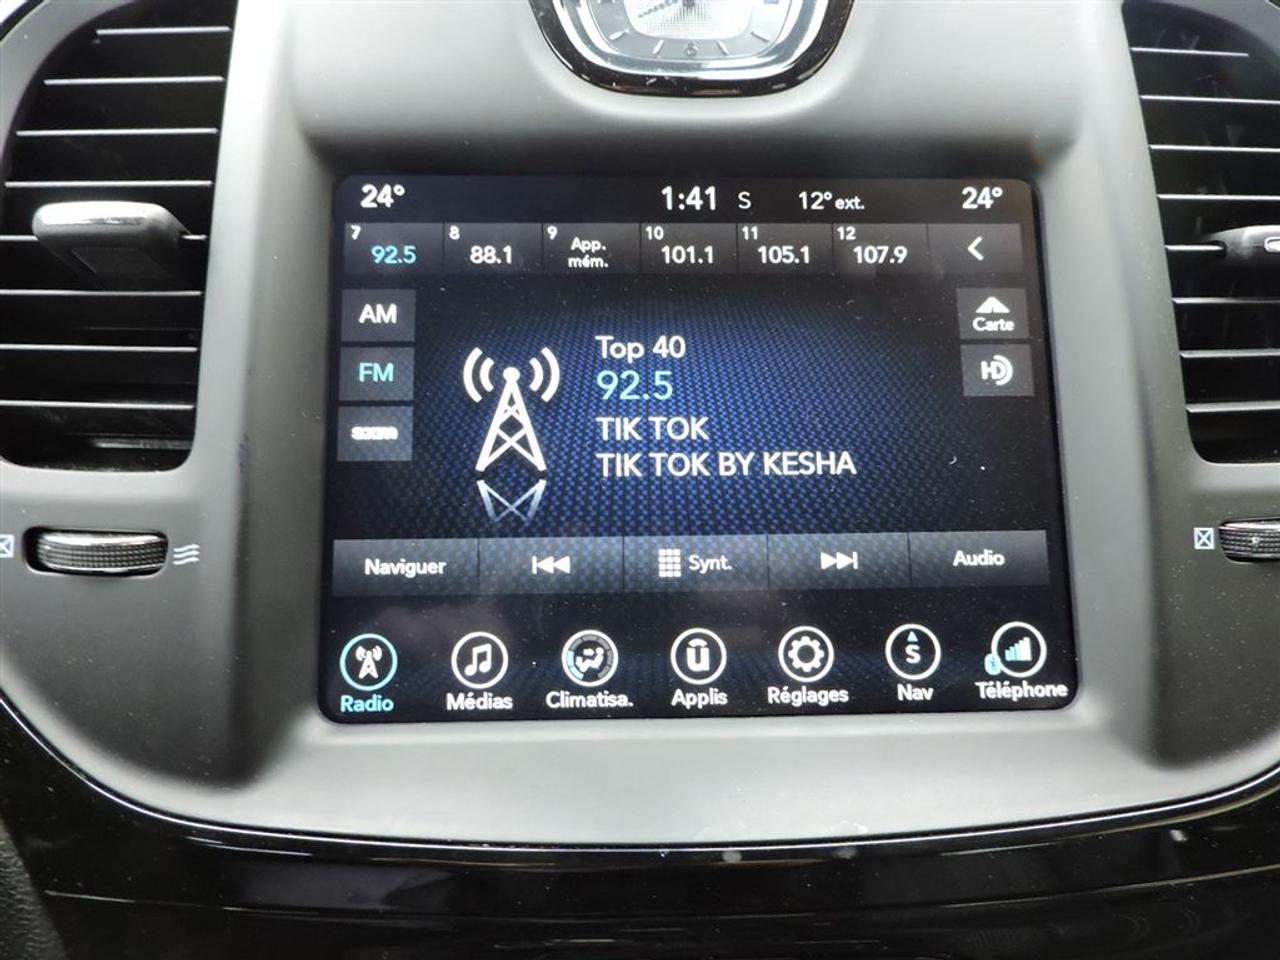 24° 1:41 S 12° ext. 24°
7 92.5 8 88.1 9 App. mém. 10 101.1 11 105.1 12 107.9
AM
Carte
FM
HD
sxm
Top 40
92.5
TIK TOK
TIK TOK BY KESHA
Naviguer Synt. Audio
S
Radio Médias Climatisa. Applis Réglages Nav Téléphone